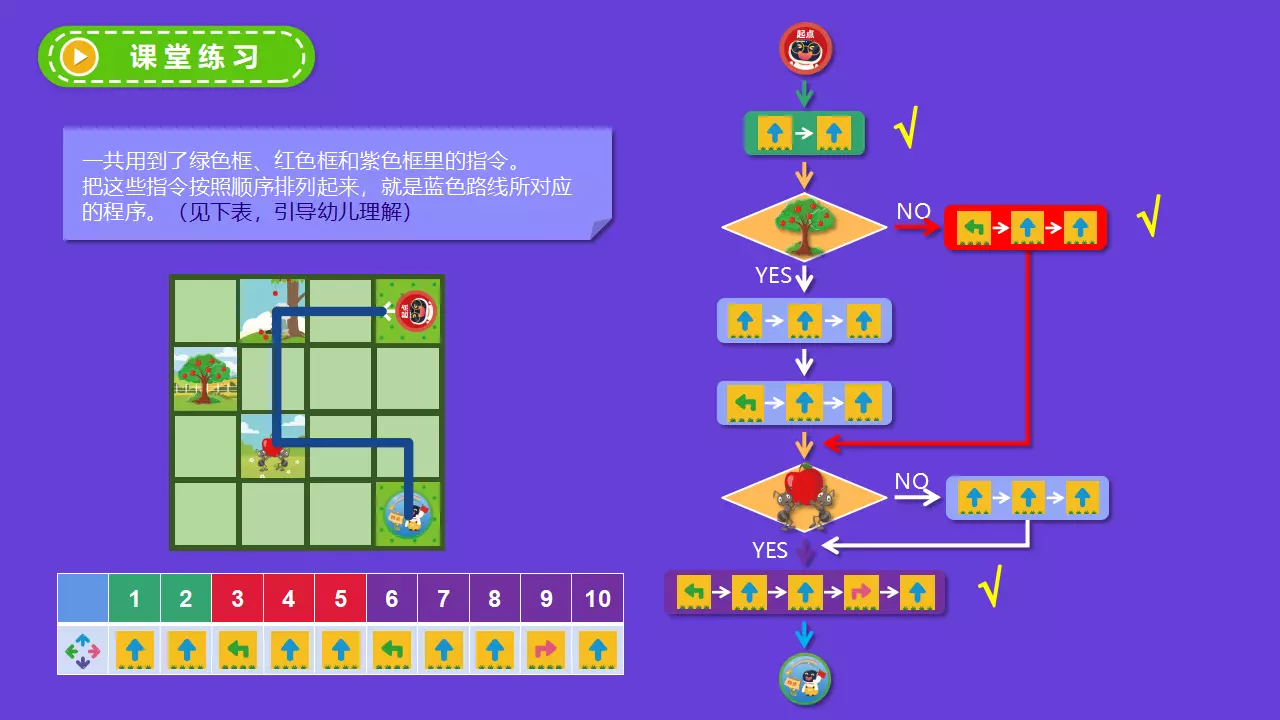 课堂练习
一共用到了绿色框、红色框和紫色框里的指令。
把这些指令按照顺序排列起来，就是蓝色路线所对应
的程序。（见下表，引导幼儿理解）
起点
NO
YES
NO
YES
起点
1 2 3 4 5 6 7 8 9 10